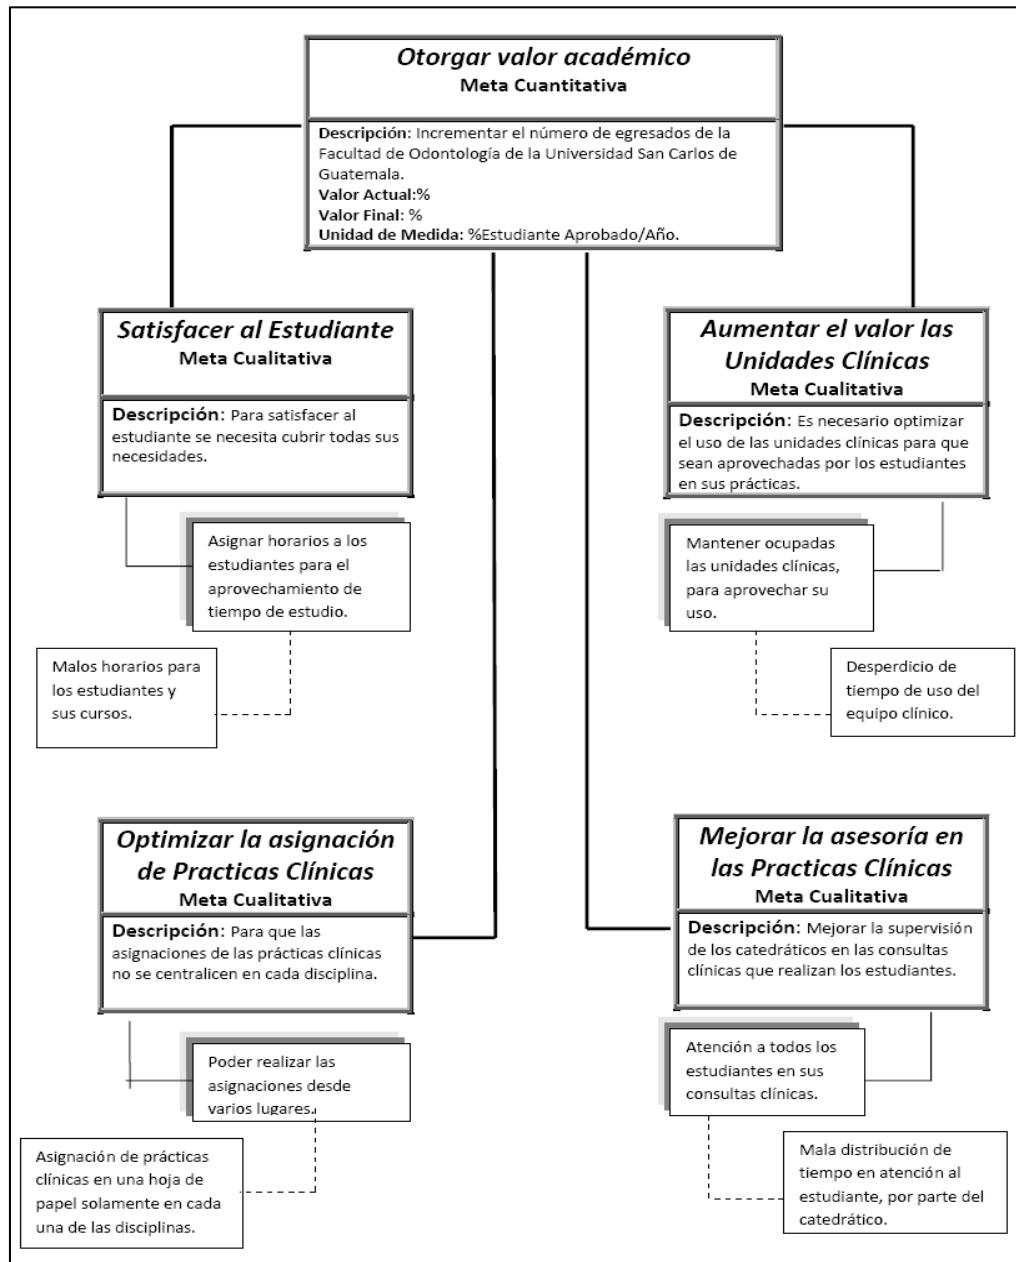 Otorgar valor académico
Meta Cuantitativa
Descripción: Incrementar el número de egresados de la
Facultad de Odontología de la Universidad San Carlos de
Guatemala.
Valor Actual:%
Valor Final: %
Unidad de Medida: %Estudiante Aprobado/Año.
Satisfacer al Estudiante
Meta Cualitativa
Descripción: Para satisfacer al
estudiante se necesita cubrir todas sus
necesidades.
Asignar horarios a los
estudiantes para el
aprovechamiento de
tiempo de estudio.
Malos horarios para
los estudiantes y
sus cursos.
Aumentar el valor las
Unidades Clínicas
Meta Cualitativa
Descripción: Es necesario optimizar
el uso de las unidades clínicas para que
sean aprovechadas por los estudiantes
en sus prácticas.
Mantener ocupadas
las unidades clínicas,
para aprovechar su
uso.
Desperdicio de
tiempo de uso del
equipo clínico.
Optimizar la asignación
de Practicas Clínicas
Meta Cualitativa
Descripción: Para que las
asignaciones de las prácticas clínicas
no se centralicen en cada disciplina.
Poder realizar las
asignaciones desde
varios lugares.
Asignación de prácticas
clínicas en una hoja de
papel solamente en cada
una de las disciplinas.
Mejorar la asesoría en
las Practicas Clínicas
Meta Cualitativa
Descripción: Mejorar la supervisión
de los catedráticos en las consultas
clínicas que realizan los estudiantes.
Atención a todos los
estudiantes en sus
consultas clínicas.
Mala distribución de
tiempo en atención al
estudiante, por parte del
catedrático.